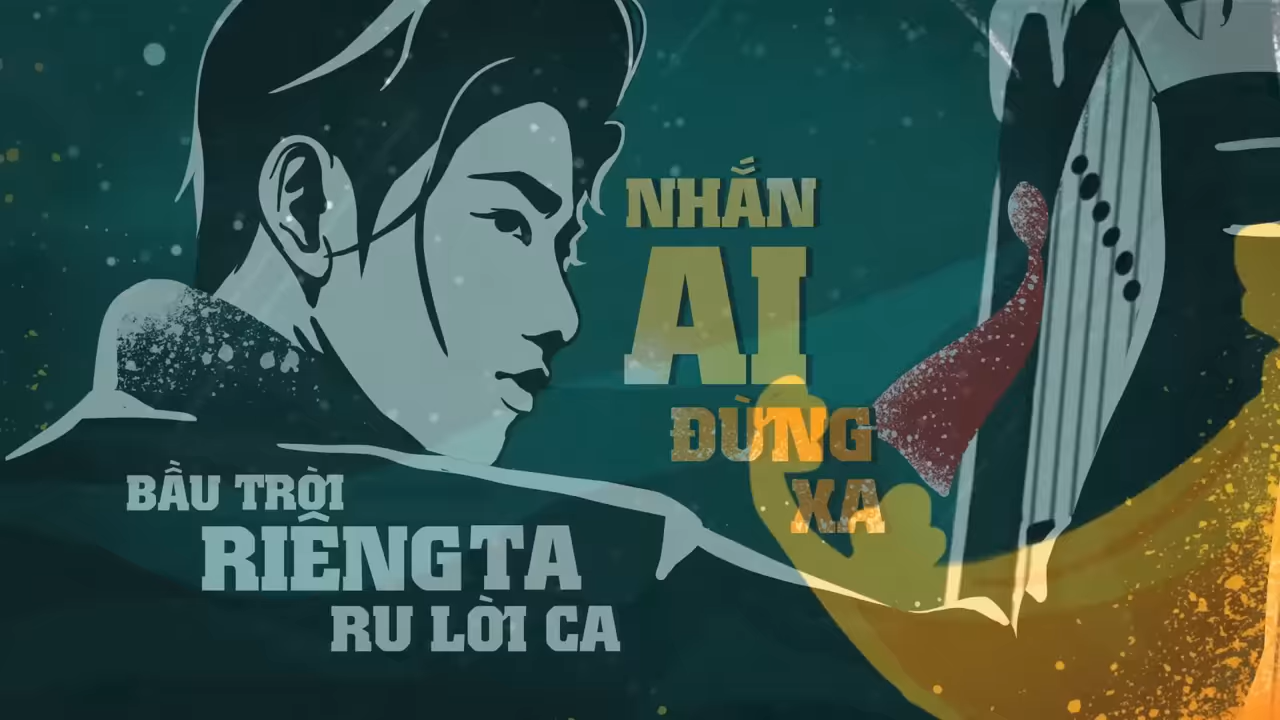 NHẮN
AI
ĐỪNG
XA
BẦU TRỜI
RIÊNG TA
RU LỜI CA